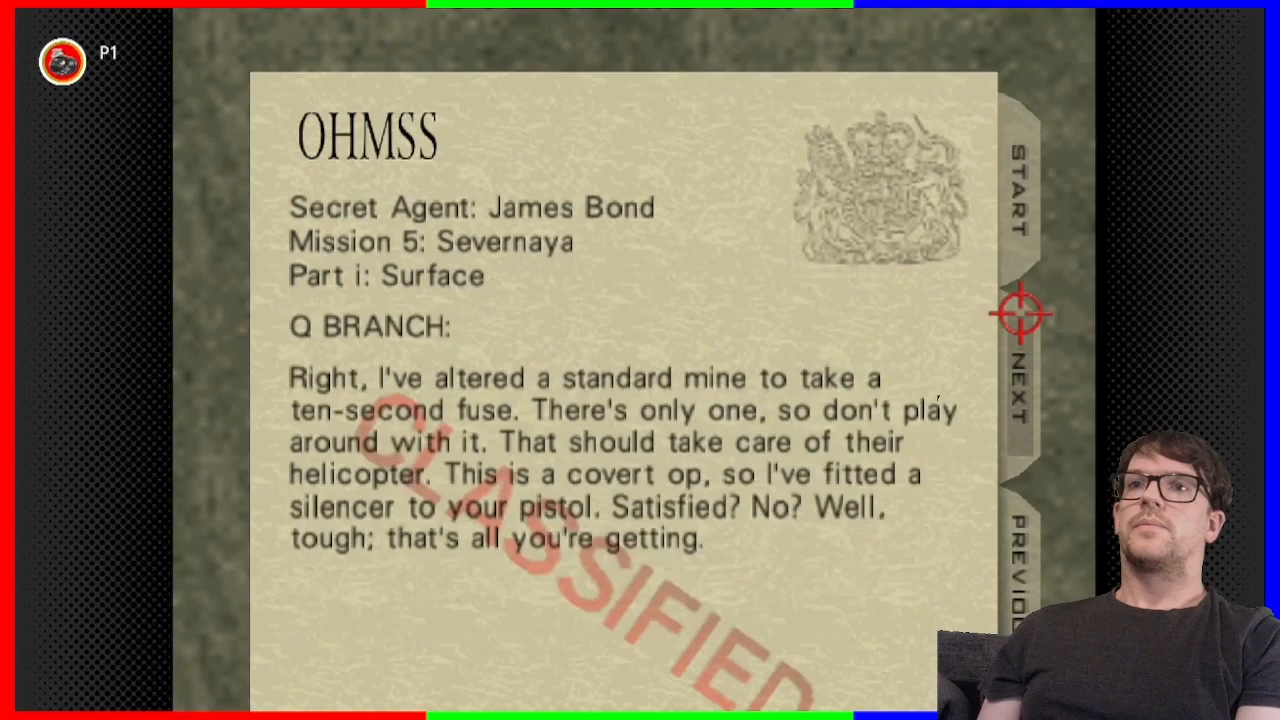 P1
OHMSS
Secret Agent: James Bond
Mission 5: Severnaya
Part i: Surface
Q BRANCH:
Right, I've altered a standard mine to take a
ten-second fuse. There's only one, so don't play
around with it. That should take care of their
helicopter. This is a covert op, so I've fitted a
silencer to your pistol. Satisfied? No? Well,
tough; that's all you're getting.
CLASSIFIED
START
NEXT
PREVIO